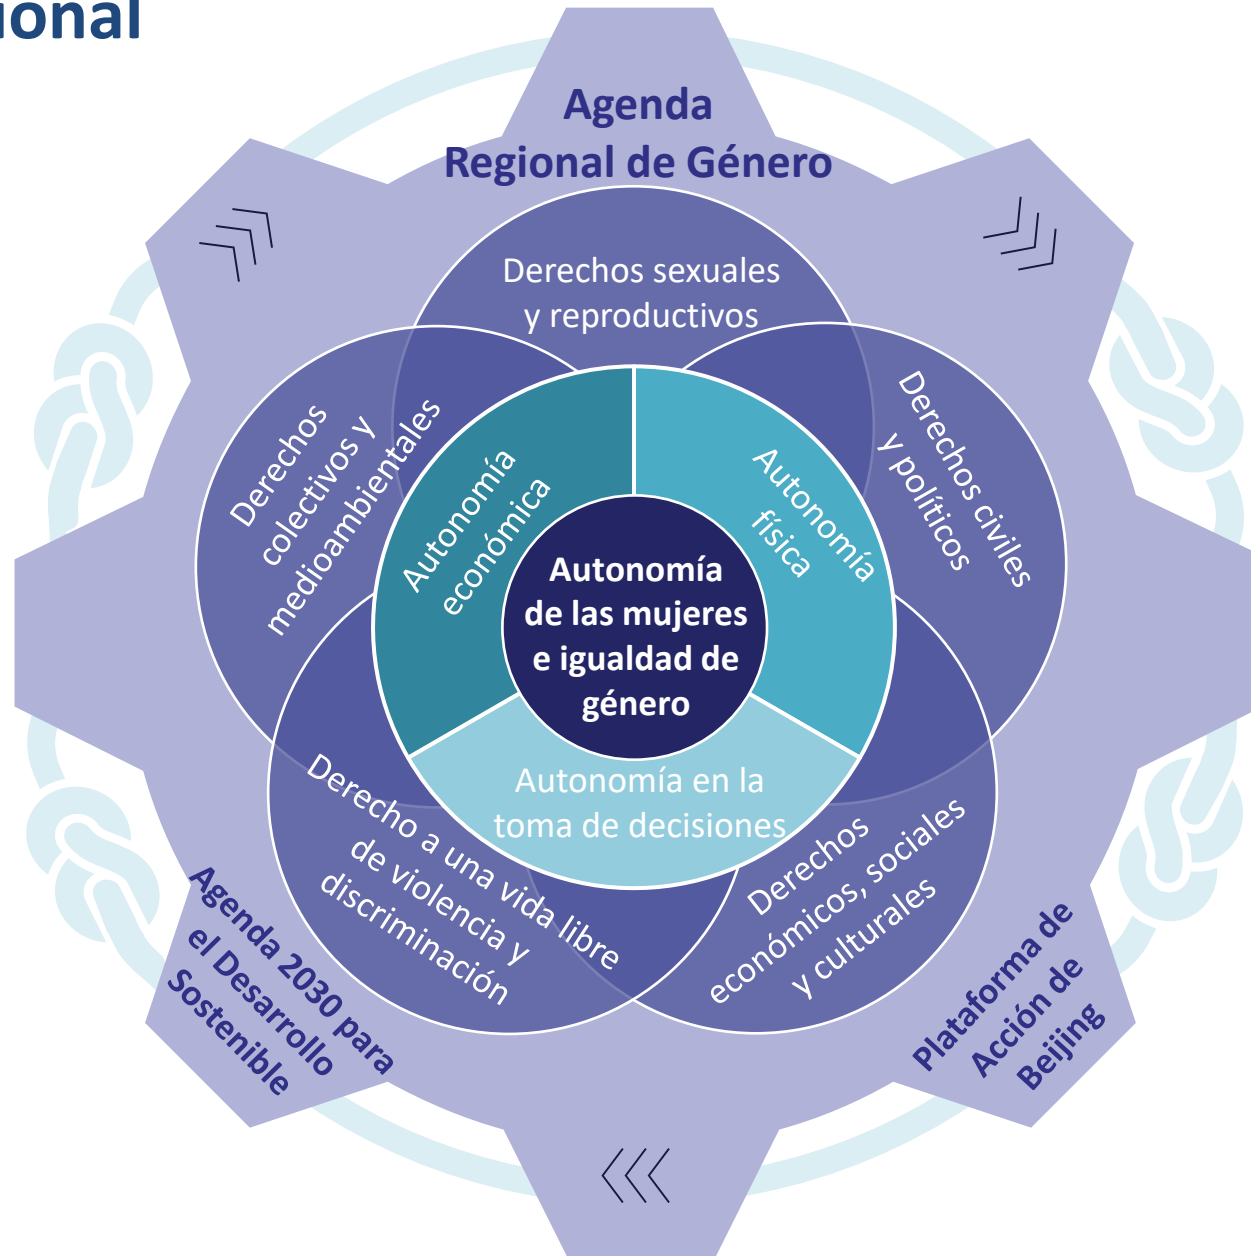 ional
Agenda
Regional de Género
Derechos sexuales
y reproductivos
Derechos
colectivos y
medioambientales
Derechos civiles
y políticos
Autonomía
económica
Autonomía
física
Autonomía
de las mujeres
e igualdad de
género
Autonomía en la
toma de decisiones
Derecho a una vida libre
de violencia y
discriminación
Derechos
económicos, sociales
y culturales
Agenda 2030 para
el Desarrollo
Sostenible
Plataforma de
Acción de
Beijing